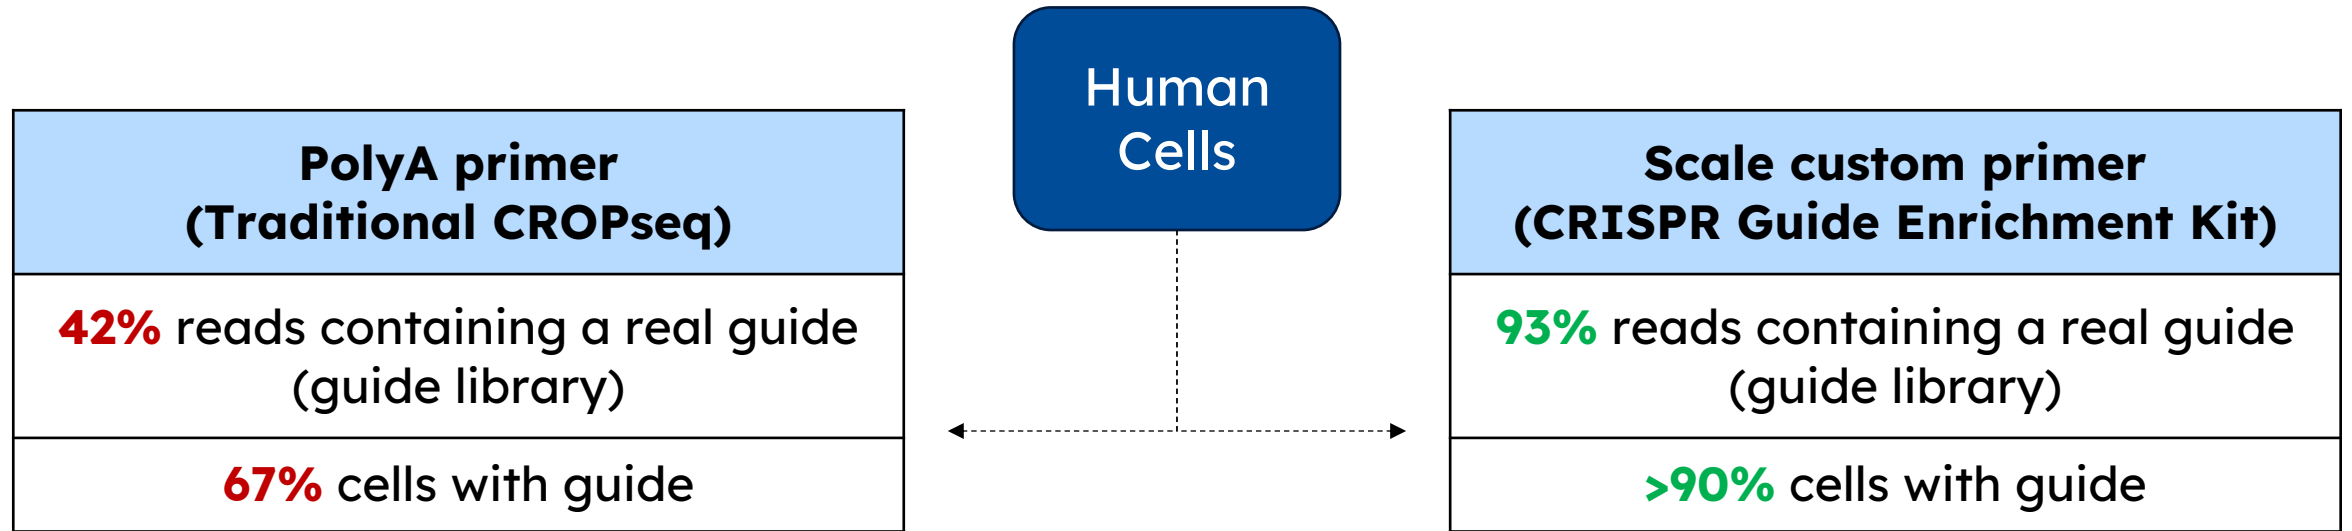 Human
Cells
PolyA primer
(Traditional CROPseq)
42% reads containing a real guide
(guide library)
67% cells with guide
Scale custom primer
(CRISPR Guide Enrichment Kit)
93% reads containing a real guide
(guide library)
>90% cells with guide